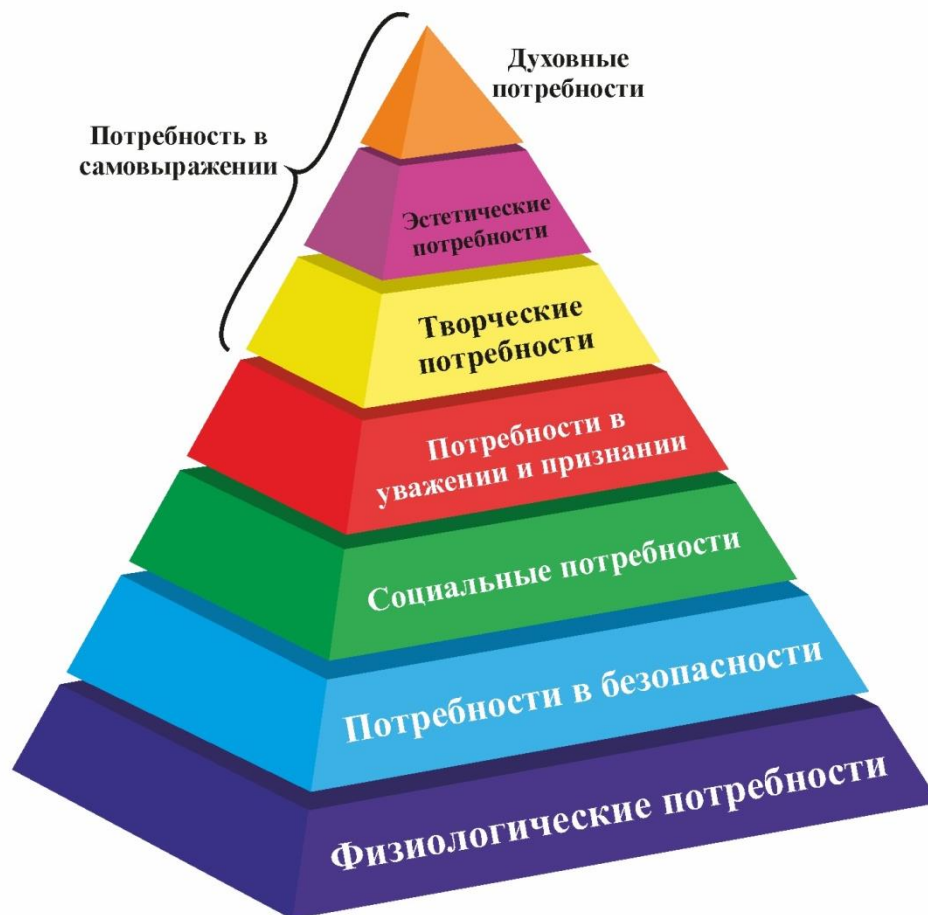 Духовные
потребности
Потребность в
самовыражении
Эстетические
потребности
Творческие
потребности
Потребности в
уважении и признании
Социальные потребности
Потребности в безопасности
Физиологические потребности